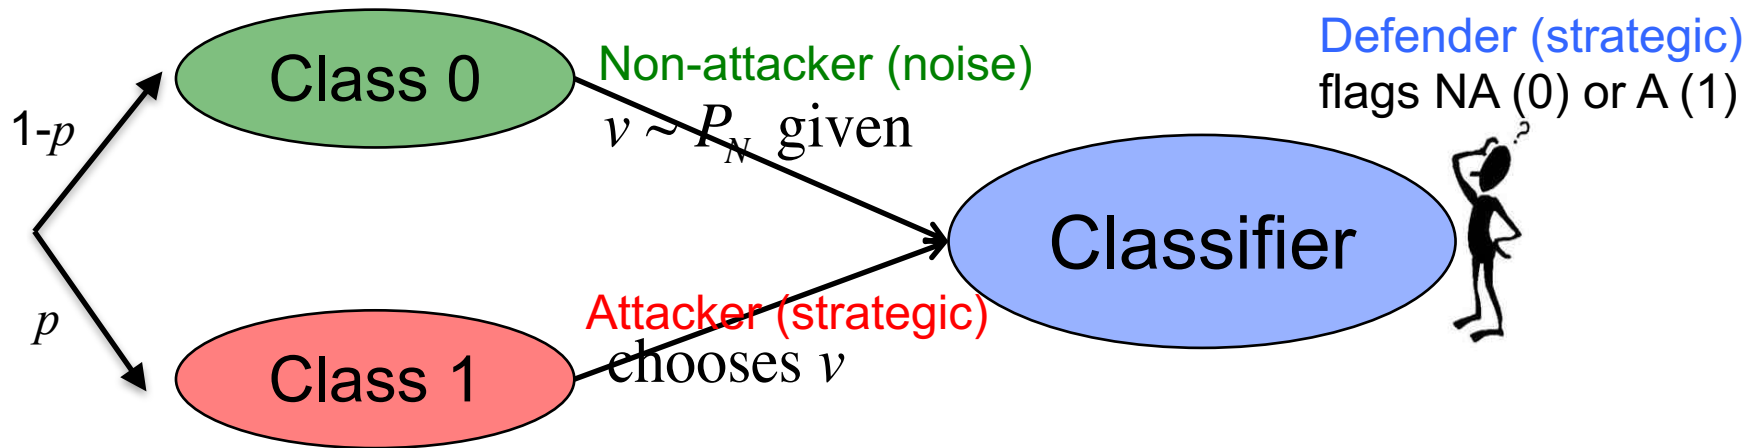 Defender (strategic)
flags NA (0) or A (1)
Class 0
Non-attacker (noise)
v ~ P_N given
1-p
?
Classifier
p
Attacker (strategic)
chooses v
Class 1